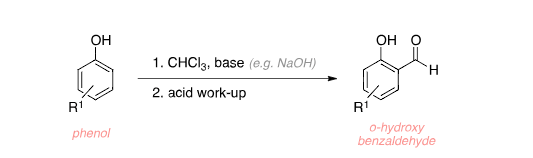 OH
R¹
phenol
1. CHCl₃, base (e.g. NaOH)
2. acid work-up
OH O
H
R¹
o-hydroxy
benzaldehyde